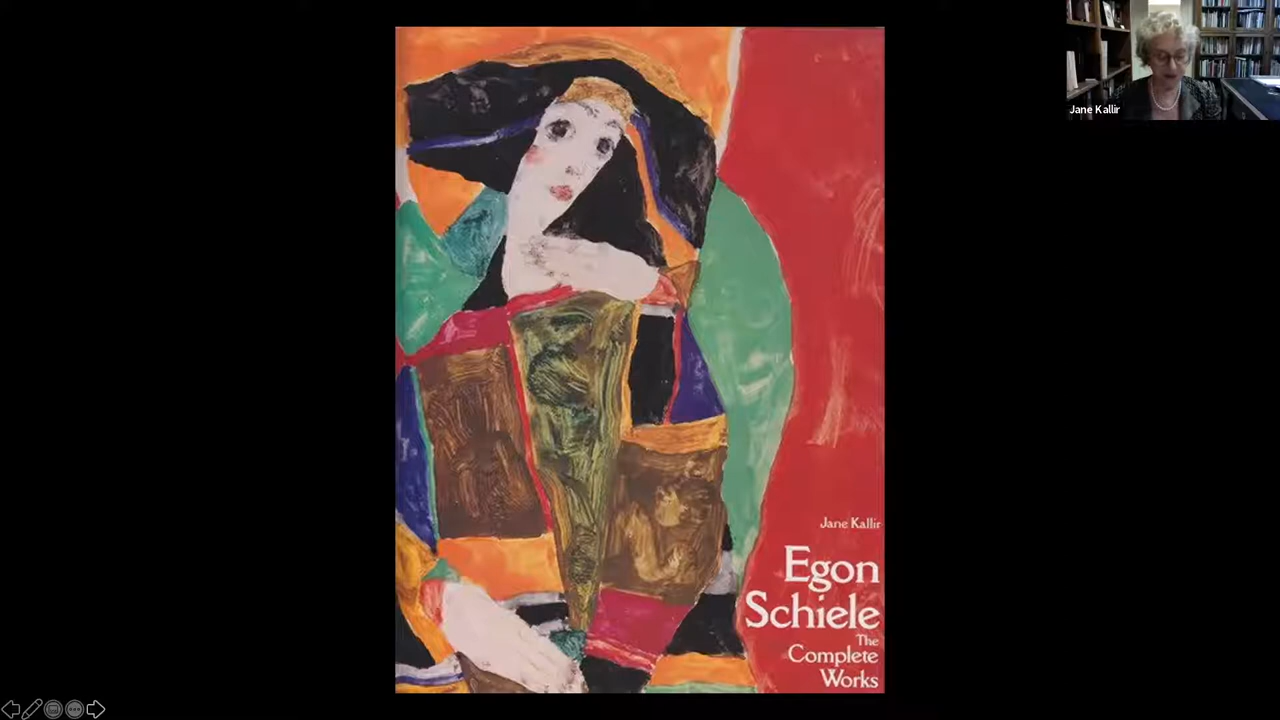 Jane Kallir
Jane Kallir
Egon
Schiele
The
Complete
Works